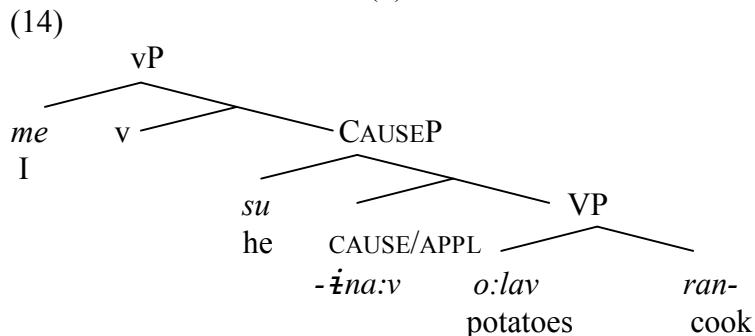 (14)
vP
me v CAUSEP
I
su VP
he CAUSE/APPL
-ɨna:v o:lav ran-
potatoes cook